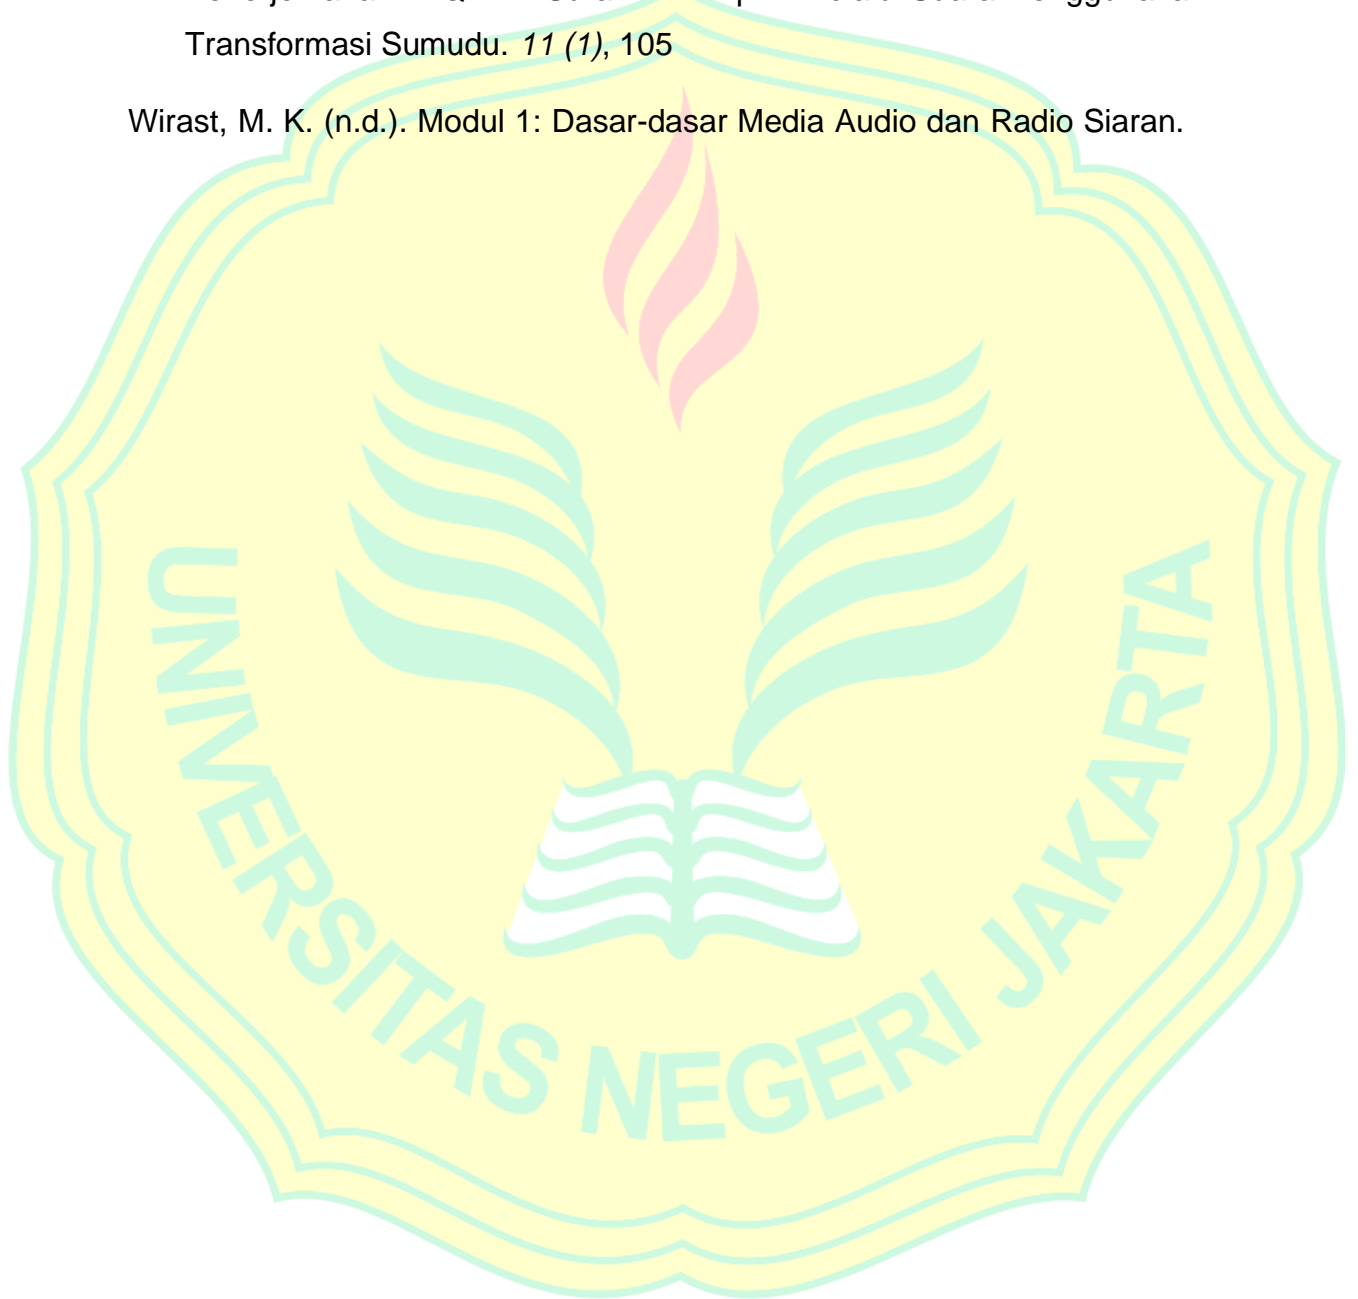 Transformasi Sumudu. 11 (1), 105
Wirast, M. K. (n.d.). Modul 1: Dasar-dasar Media Audio dan Radio Siaran.
UNIVERSITAS NEGERI JAKARTA